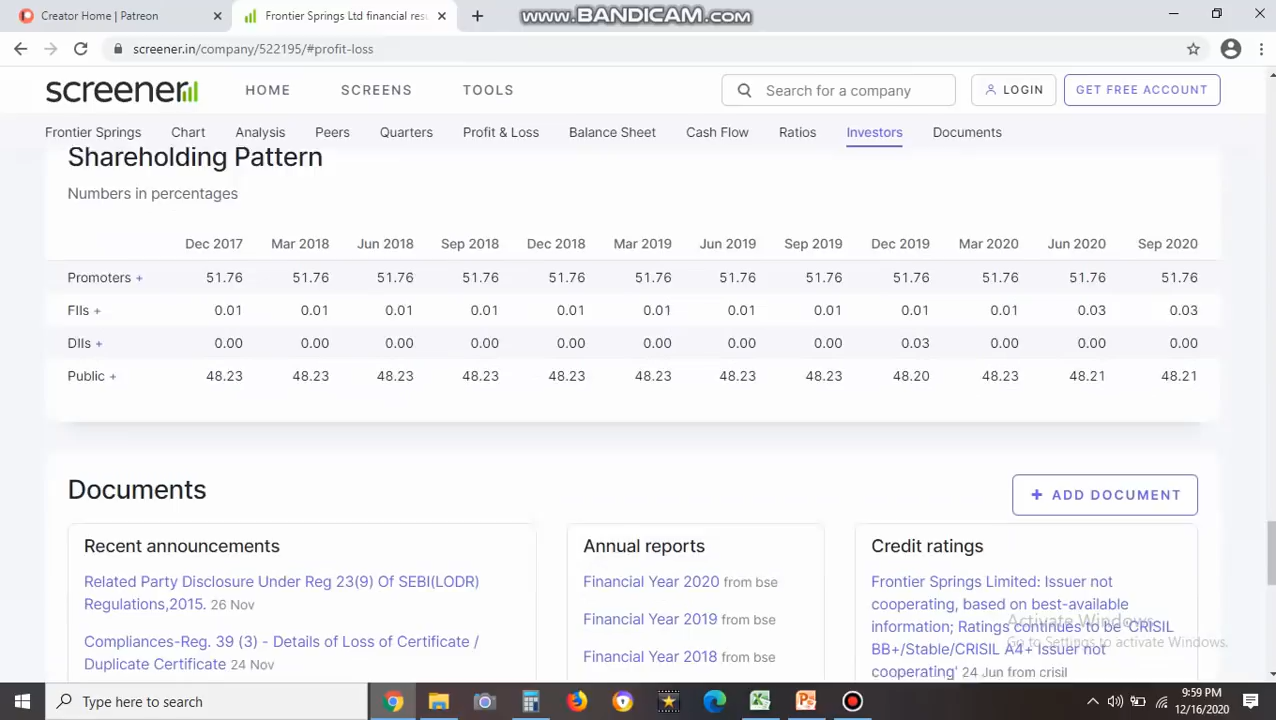 Creator Home | Patreon
Frontier Springs Ltd financial resu
www.BANDICAM.com
screener.in/company/522195/#profit-loss
screener
HOME SCREENS TOOLS Search for a company LOGIN GET FREE ACCOUNT
Frontier Springs Chart Analysis Peers Quarters Profit & Loss Balance Sheet Cash Flow Ratios Investors Documents
Shareholding Pattern
Numbers in percentages
Dec 2017 Mar 2018 Jun 2018 Sep 2018 Dec 2018 Mar 2019 Jun 2019 Sep 2019 Dec 2019 Mar 2020 Jun 2020 Sep 2020
Promoters + 51.76 51.76 51.76 51.76 51.76 51.76 51.76 51.76 51.76 51.76 51.76 51.76
FIIs + 0.01 0.01 0.01 0.01 0.01 0.01 0.01 0.01 0.01 0.01 0.03 0.03
DIIs + 0.00 0.00 0.00 0.00 0.00 0.00 0.00 0.00 0.03 0.00 0.00 0.00
Public + 48.23 48.23 48.23 48.23 48.23 48.23 48.23 48.23 48.20 48.23 48.21 48.21
Documents
+ ADD DOCUMENT
Recent announcements
Related Party Disclosure Under Reg 23(9) Of SEBI(LODR)
Regulations,2015. 26 Nov
Compliances-Reg. 39 (3) - Details of Loss of Certificate /
Duplicate Certificate 24 Nov
Annual reports
Financial Year 2020 from bse
Financial Year 2019 from bse
Financial Year 2018 from bse
Credit ratings
Frontier Springs Limited: Issuer not
cooperating, based on best-available
information; Ratings continues to be 'CRISIL
BB+/Stable/CRISIL A4+ Issuer not
cooperating' 24 Jun from crisil
Activate Windows
Go to Settings to activate Windows.
Type here to search
9:59 PM
12/16/2020